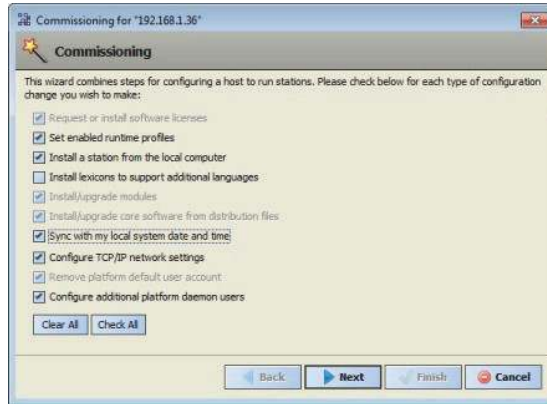 Commissioning for "192.168.1.36"
Commissioning
This wizard combines steps for configuring a host to run stations. Please check below for each type of configuration
change you wish to make:
Request or install software licenses
Set enabled runtime profiles
Install a station from the local computer
Install lexicons to support additional languages
Install/upgrade modules
Install/upgrade core software from distribution files
Sync with my local system date and time
Configure TCP/IP network settings
Remove platform default user account
Configure additional platform daemon users
Clear All Check All
Back Next Finish Cancel